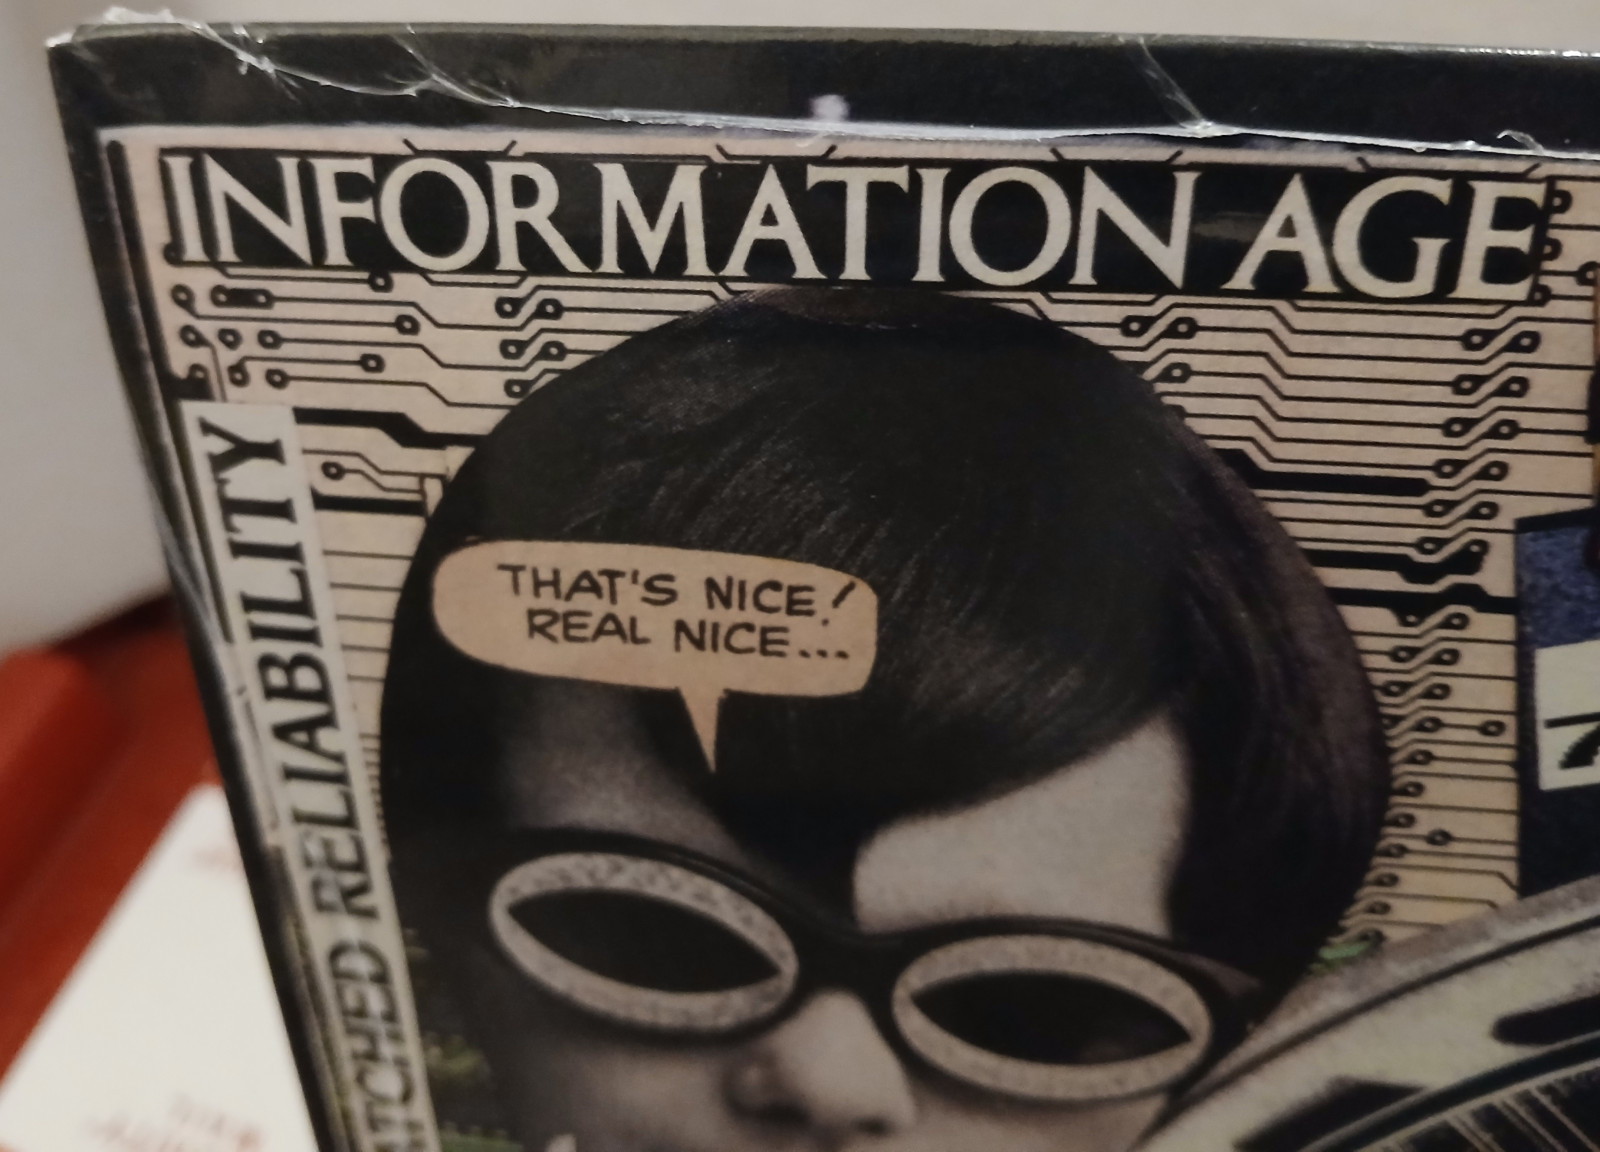 INFORMATION AGE
THAT'S NICE!
REAL NICE...
RELIABILITY